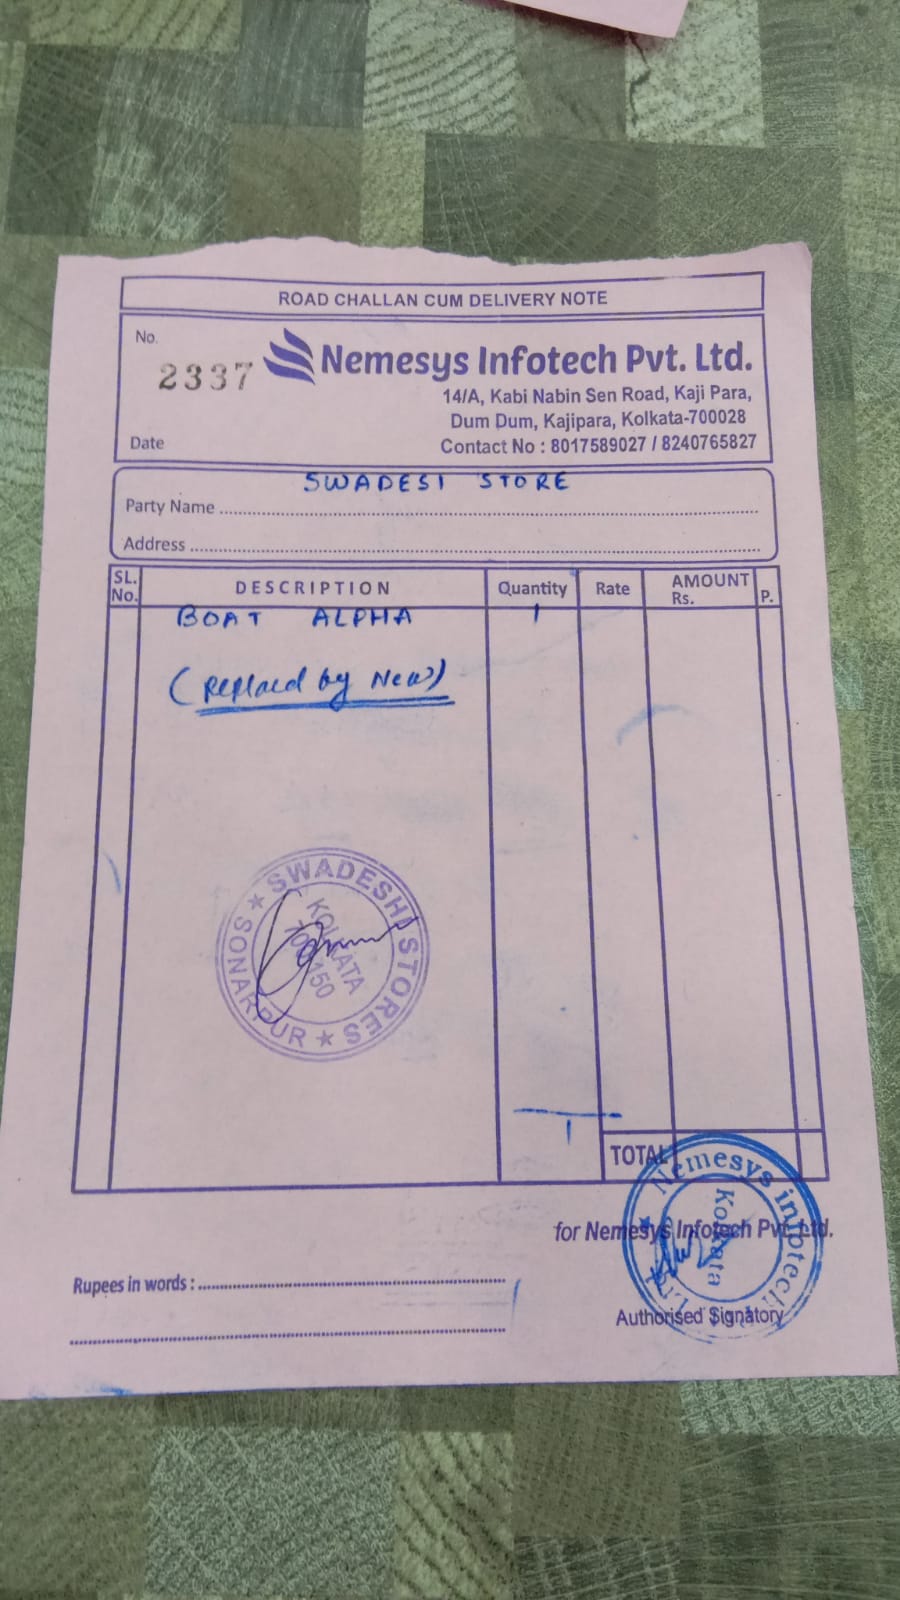 ROAD CHALLAN CUM DELIVERY NOTE
No.
2337
Nemesys Infotech Pvt. Ltd.
14/A, Kabi Nabin Sen Road, Kaji Para,
Dum Dum, Kajipara, Kolkata-700028
Date
Contact No : 8017589027 / 8240765827
SWADESI STORE
Party Name
Address
SL. No. DESCRIPTION Quantity Rate AMOUNT Rs. P.
BOAT ALPHA 1
(Replaced by New)
SWADESHI STORES
SONARPUR
KOLKATA
700150
1
TOTAL
Nemesys infotech
Kolkata
for Nemesys Infotech Pvt. Ltd.
Rupees in words :
Authorised Signatory